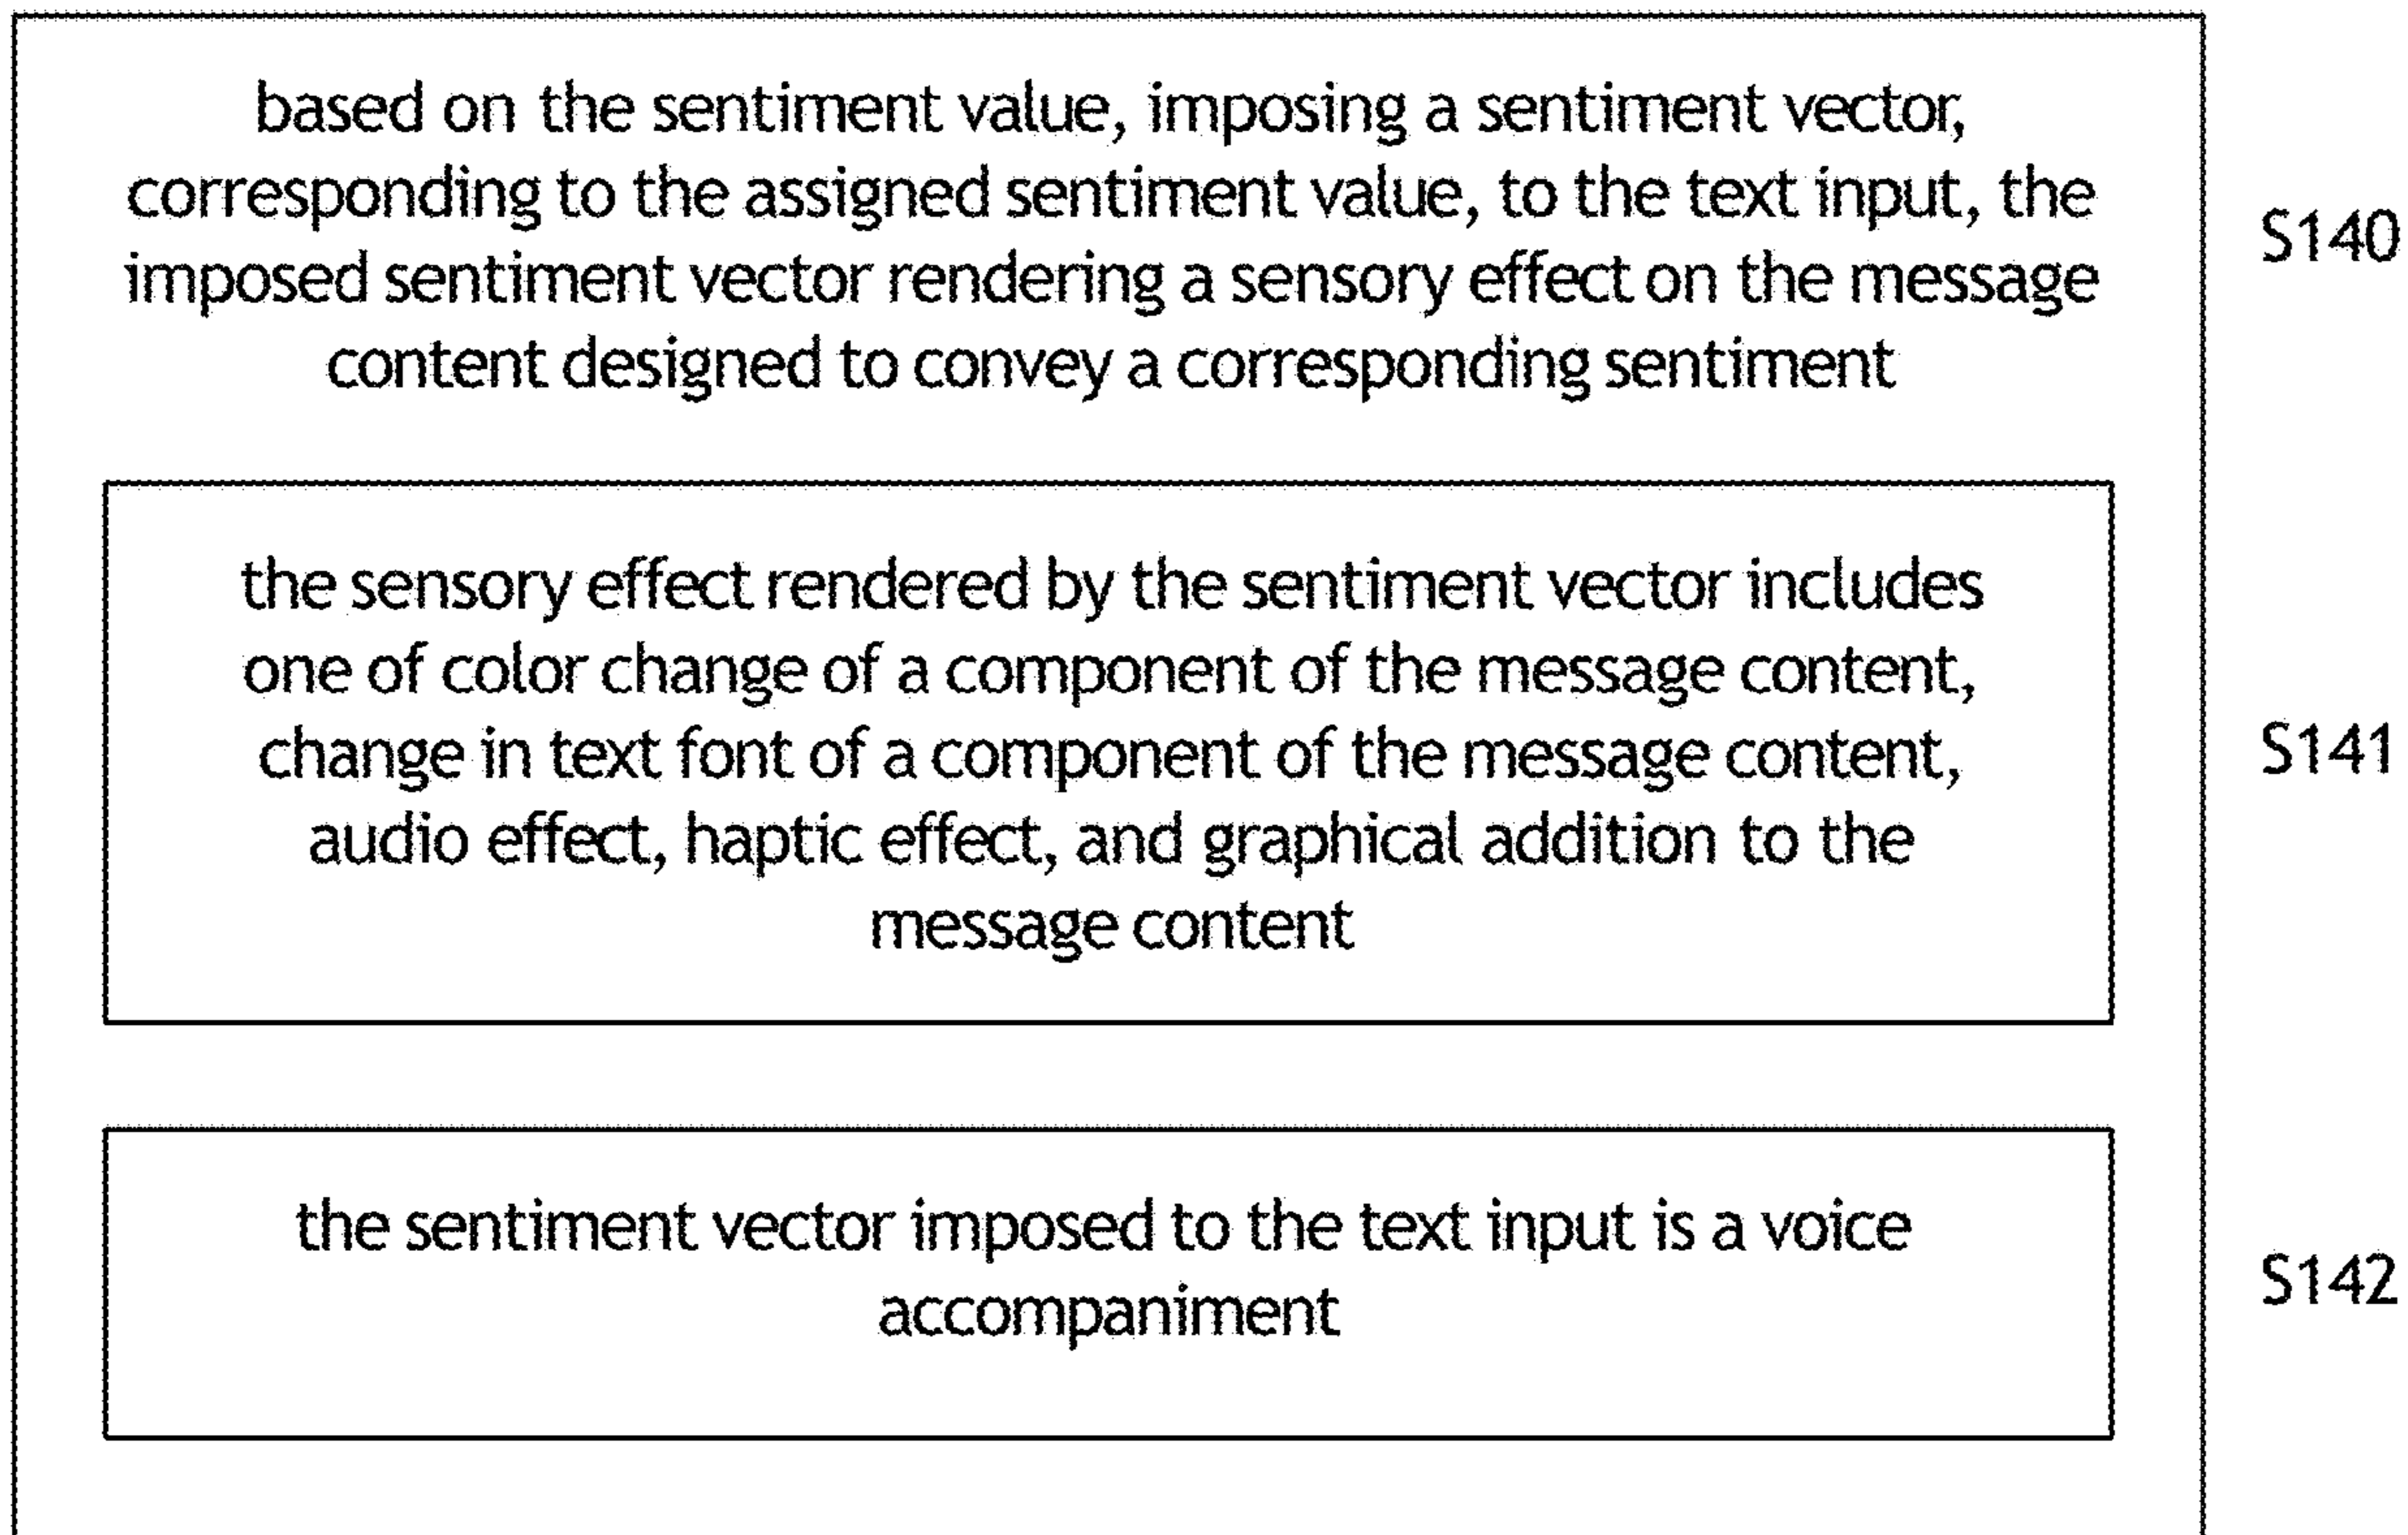 based on the sentiment value, imposing a sentiment vector,
corresponding to the assigned sentiment value, to the text input, the
imposed sentiment vector rendering a sensory effect on the message
content designed to convey a corresponding sentiment
S140
the sensory effect rendered by the sentiment vector includes
one of color change of a component of the message content,
change in text font of a component of the message content,
audio effect, haptic effect, and graphical addition to the
message content
S141
the sentiment vector imposed to the text input is a voice
accompaniment
S142